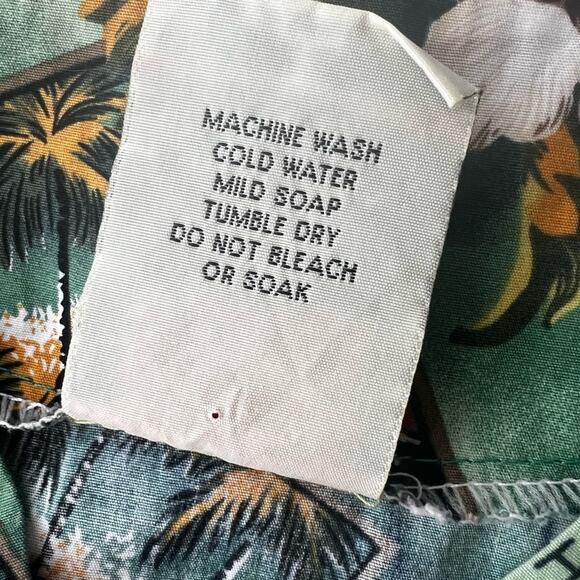 MACHINE WASH
COLD WATER
MILD SOAP
TUMBLE DRY
DO NOT BLEACH
OR SOAK